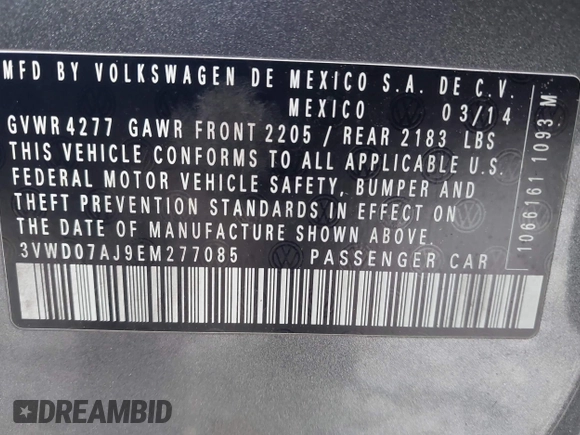 MFD BY VOLKSWAGEN DE MEXICO S.A. DE C.V.
MEXICO 03/14
GVWR 4277 GAWR FRONT 2205 / REAR 2183 LBS
THIS VEHICLE CONFORMS TO ALL APPLICABLE U.S.
FEDERAL MOTOR VEHICLE SAFETY, BUMPER AND
THEFT PREVENTION STANDARDS IN EFFECT ON
THE DATE OF MANUFACTURE SHOWN ABOVE.
3VWD07AJ9EM277085 PASSENGER CAR
1066161 1093 M
DREAMBID